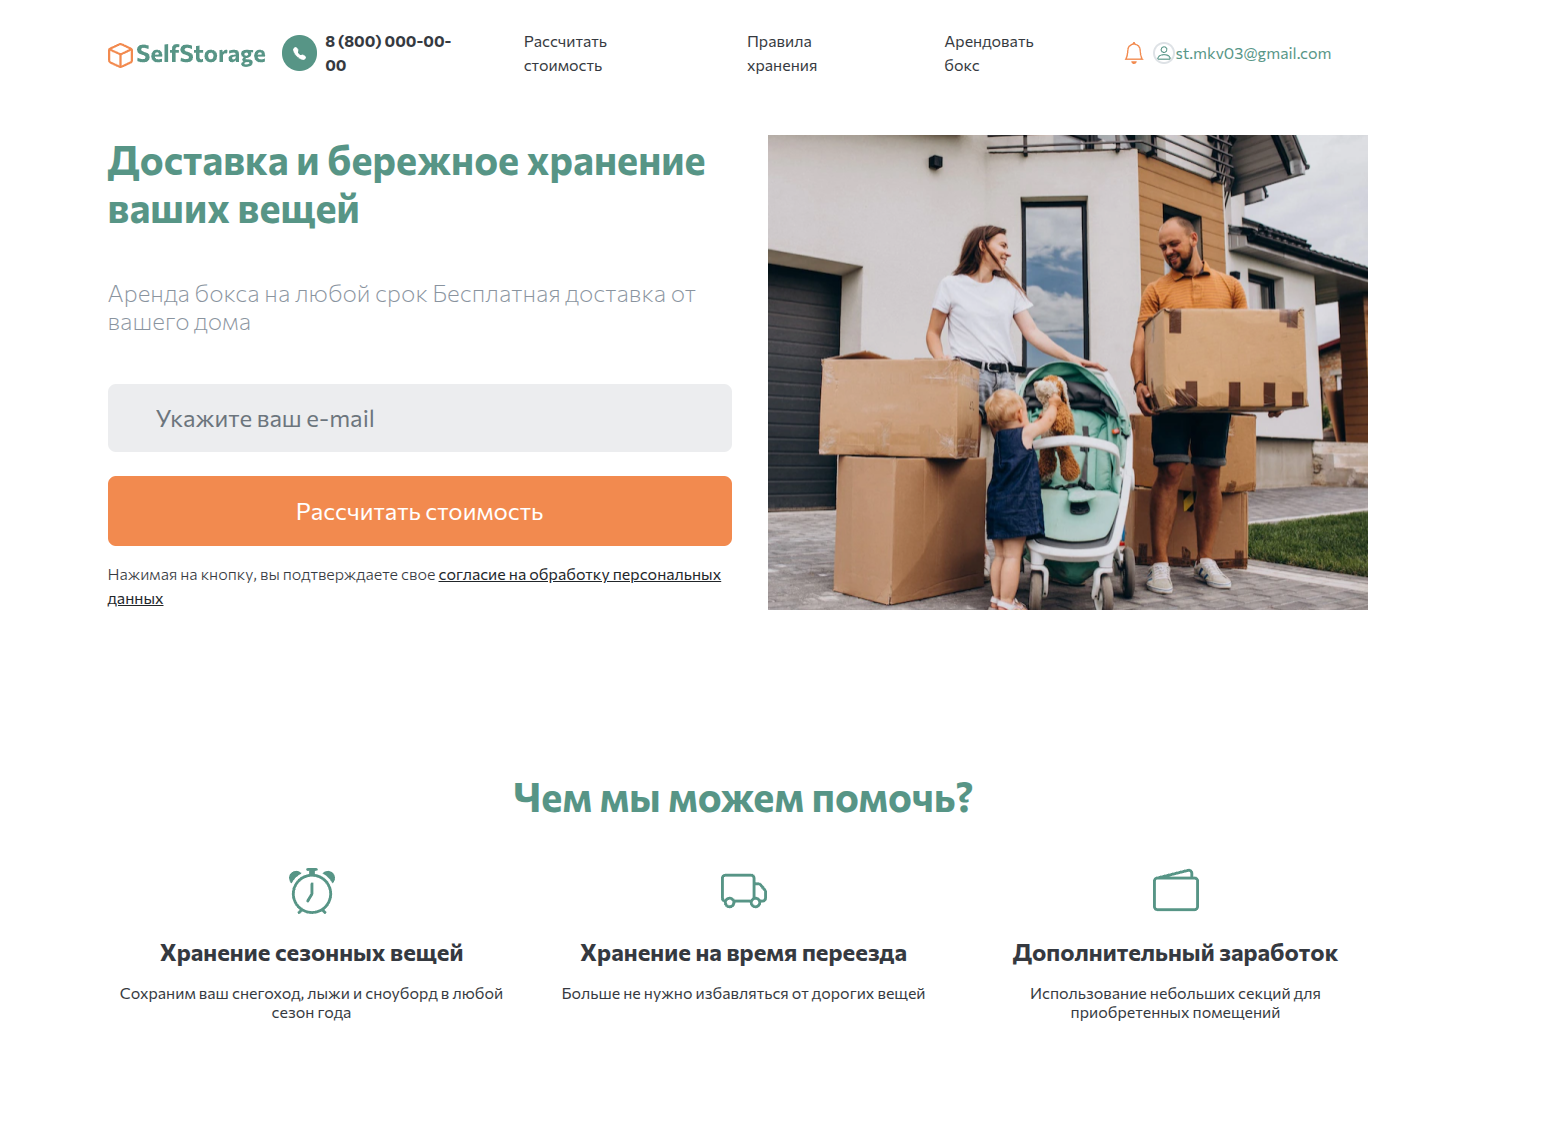 SelfStorage
8 (800) 000-00-
00
Рассчитать
стоимость
Правила
хранения
Арендовать
бокс
st.mkv03@gmail.com
Доставка и бережное хранение
ваших вещей
Аренда бокса на любой срок Бесплатная доставка от
вашего дома
Укажите ваш e-mail
Рассчитать стоимость
Нажимая на кнопку, вы подтверждаете свое согласие на обработку персональных
данных
Чем мы можем помочь?
Хранение сезонных вещей
Сохраним ваш снегоход, лыжи и сноуборд в любой
сезон года
Хранение на время переезда
Больше не нужно избавляться от дорогих вещей
Дополнительный заработок
Использование небольших секций для
приобретенных помещений